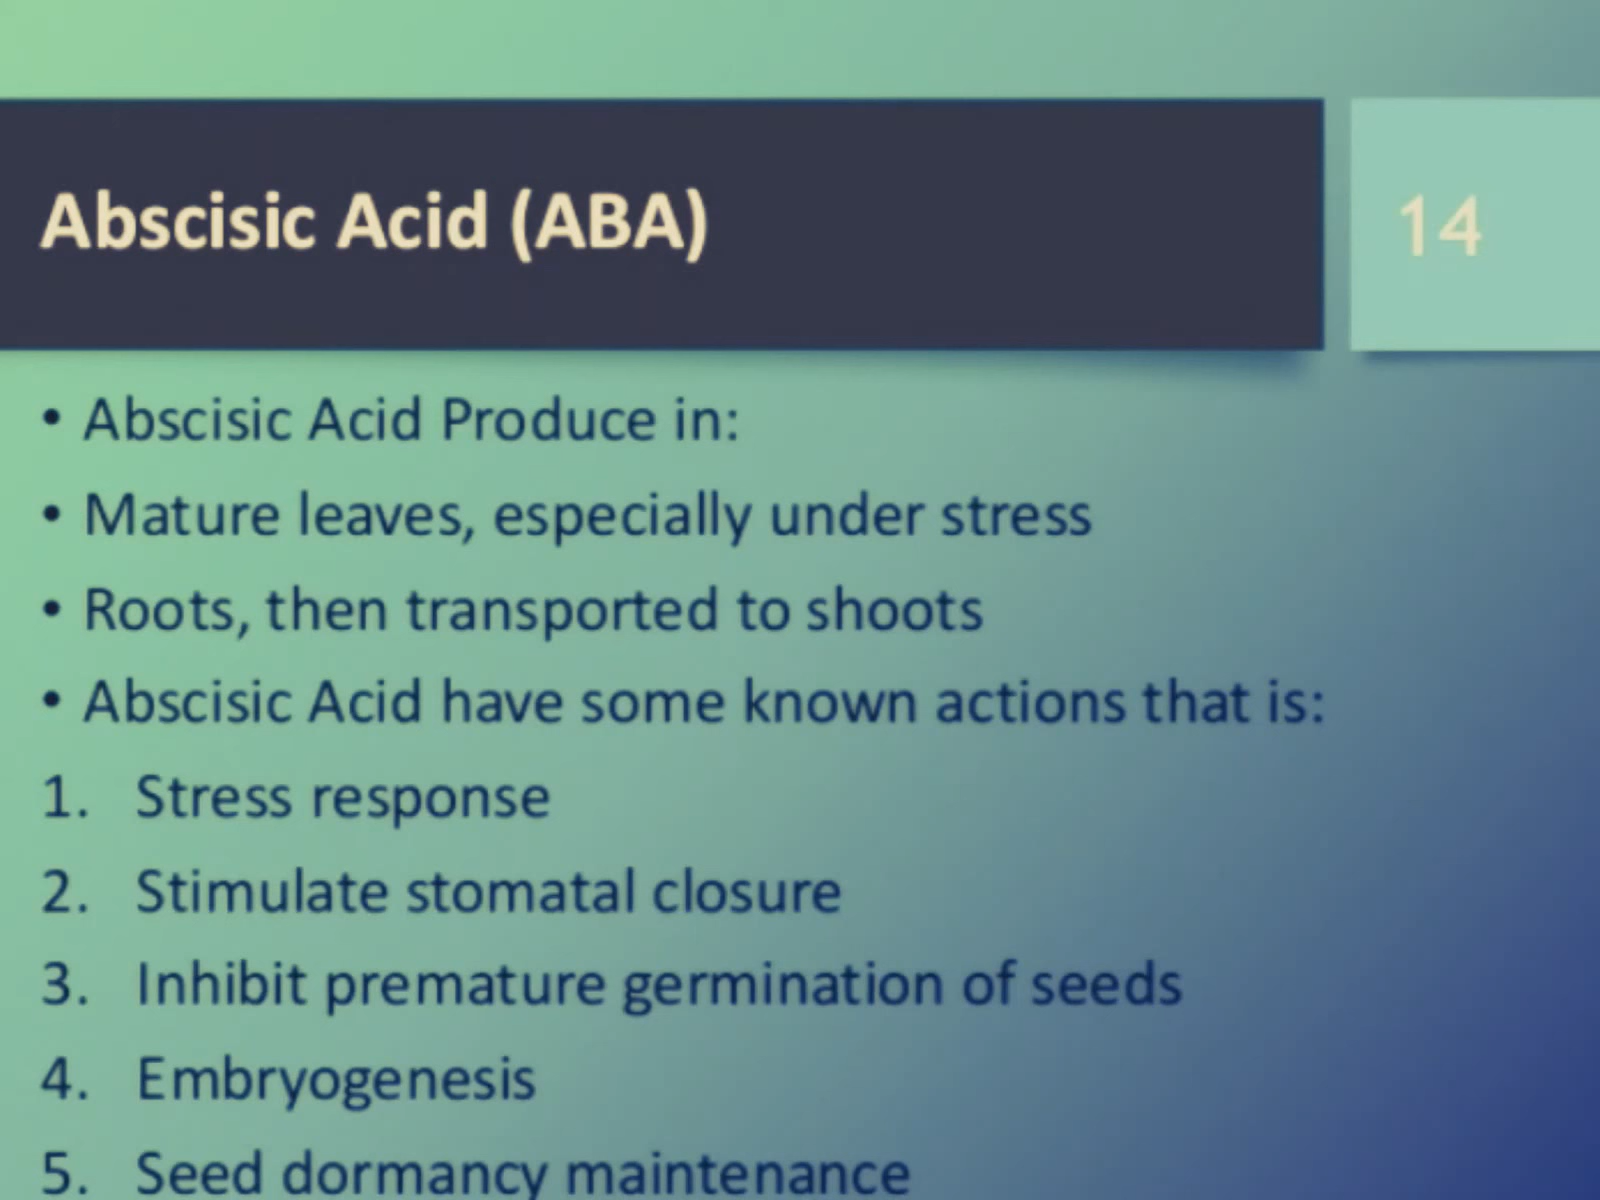 Abscisic Acid (ABA)
14
• Abscisic Acid Produce in:
• Mature leaves, especially under stress
• Roots, then transported to shoots
• Abscisic Acid have some known actions that is:
1. Stress response
2. Stimulate stomatal closure
3. Inhibit premature germination of seeds
4. Embryogenesis
5. Seed dormancy maintenance